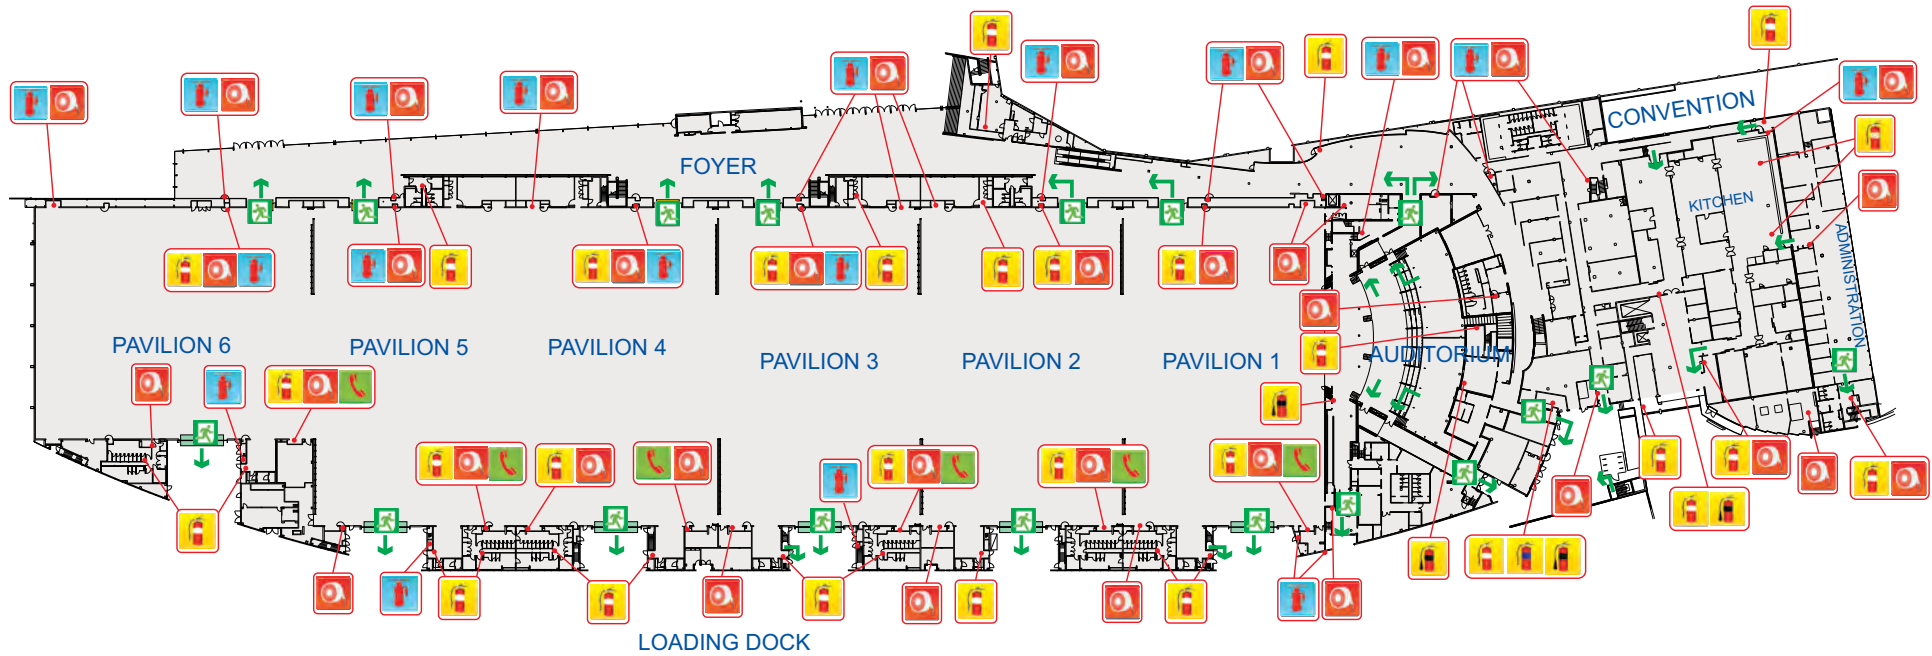 CONVENTION
FOYER
KITCHEN
ADMINISTRATION
PAVILION 6
PAVILION 5
PAVILION 4
PAVILION 3
PAVILION 2
PAVILION 1
AUDITORIUM
LOADING DOCK